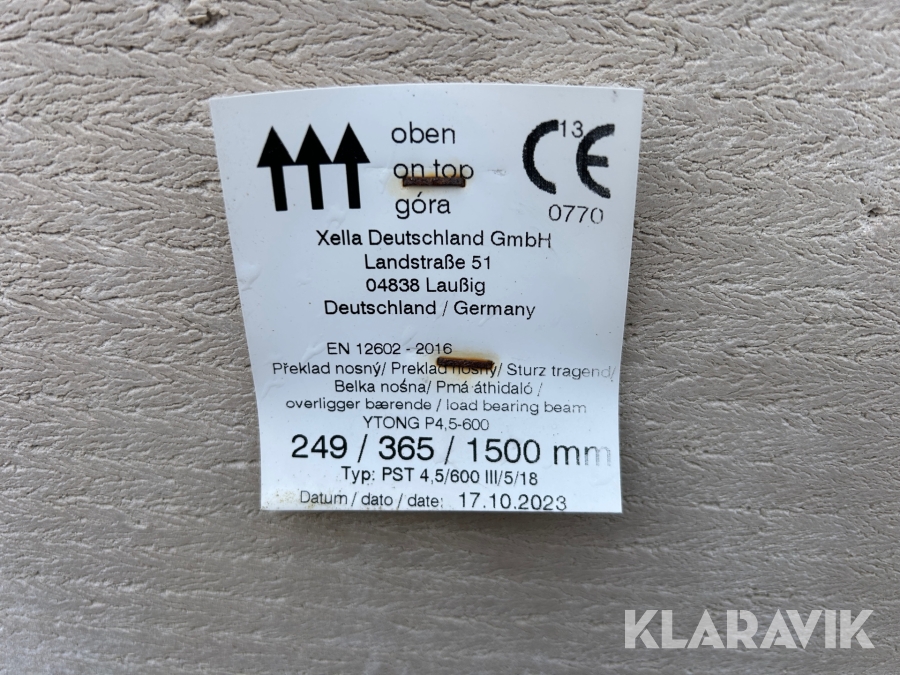 oben
on top
góra
CE 13
0770
Xella Deutschland GmbH
Landstraße 51
04838 Laußig
Deutschland / Germany
EN 12602 - 2016
Překlad nosný/ Preklad nosný/ Sturz tragend/
Belka nośna/ Pmá áthidaló /
overligger bærende / load bearing beam
YTONG P4,5-600
249 / 365 / 1500 mm
Typ: PST 4,5/600 III/5/18
Datum / dato / date: 17.10.2023
KLARAVIK